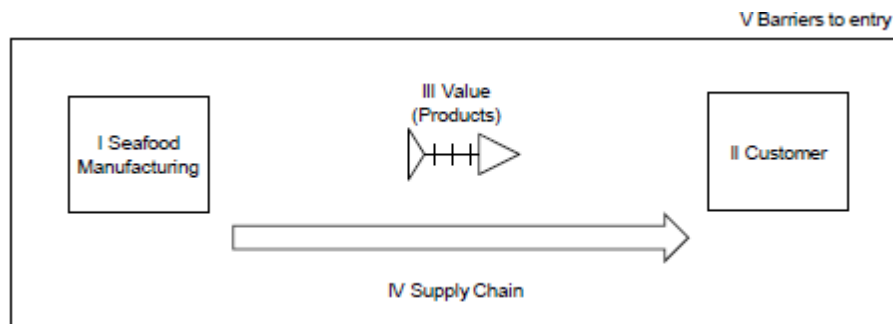 V Barriers to entry
III Value
(Products)
I Seafood
Manufacturing
II Customer
IV Supply Chain